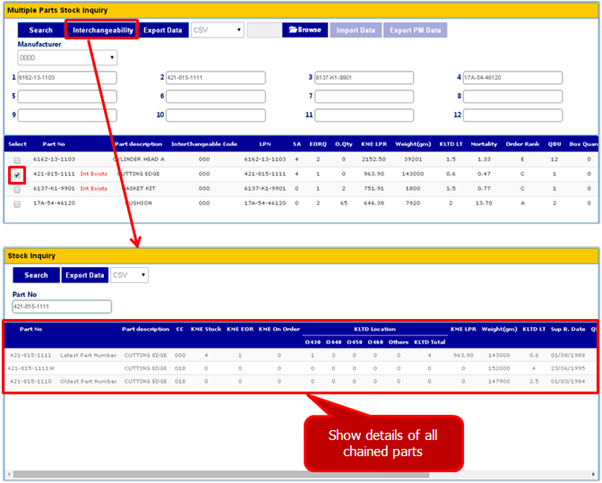 Multiple Parts Stock Inquiry
Search Interchangeability Export Data CSV Browse Import Data Export PM Data
Manufacturer
0000
1 6162-13-1103 2 421-815-1111 3 6137-K1-9901 4 17A-54-46120
5 6 7 8
9 10 11 12
Select Part No Part description Interchangeable Code LPN SA EORQ O.Qty KME LPR Weight(gm) KLTD LT Mortality Order Rank QBU Box Quan
6162-13-1103 CYLINDER HEAD A 000 6162-13-1103 4 2 0 2152.50 39201 1.5 1.33 E 12 0
421-815-1111 Int Exists CUTTING EDGE 000 421-815-1111 4 1 0 963.90 143000 0.6 0.47 C 1 0
6137-K1-9901 Int Exists GASKET KIT 000 6137-K1-9901 0 1 2 751.91 1800 1.5 0.77 C 1 0
17A-54-46120 CUSHION 000 17A-54-46120 0 2 65 646.38 7920 2 13.70 A 2 0
Stock Inquiry
Search Export Data CSV
Part No
421-815-1111
Part No Part description CC KME Stock KME EOR KME On Order KLTD Location KME LPR Weight(gm) KLTD LT Sup B. Date
O430 O440 O450 O460 Others KLTD Total
421-815-1111 Latest Part Number CUTTING EDGE 000 4 1 0 1 3 0 0 0 4 963.90 143000 0.6 01/08/1988
421-815-1111W CUTTING EDGE 018 0 0 0 0 0 0 0 0 0 0 152000 4 23/06/1995
421-815-1110 Oldest Part Number CUTTING EDGE 018 0 0 0 0 0 0 0 0 0 0 147900 2.5 01/03/1984
Show details of all
chained parts